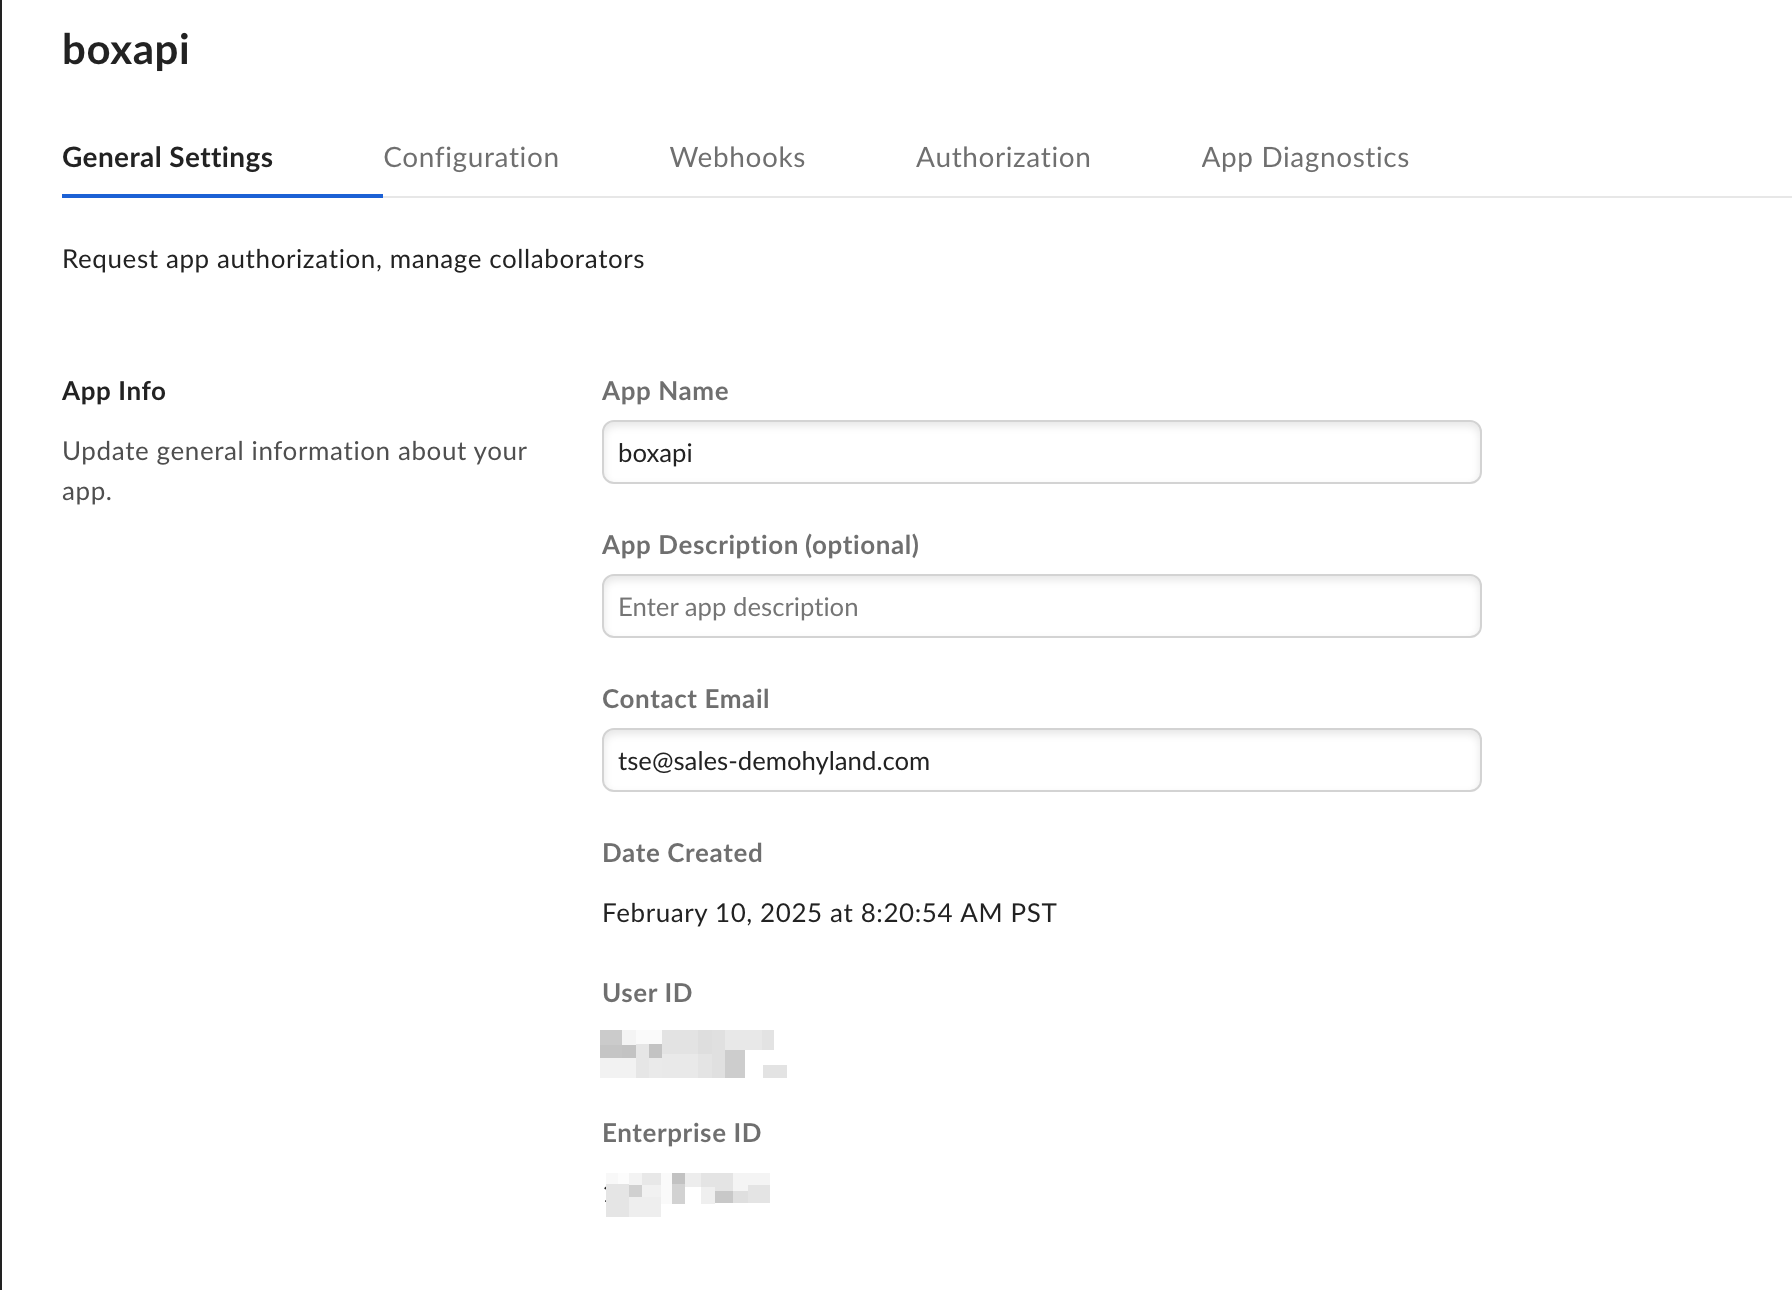 boxapi
General Settings
Configuration
Webhooks
Authorization
App Diagnostics
Request app authorization, manage collaborators
App Info
Update general information about your
app.
App Name
boxapi
App Description (optional)
Enter app description
Contact Email
tse@sales-demohyland.com
Date Created
February 10, 2025 at 8:20:54 AM PST
User ID
Enterprise ID